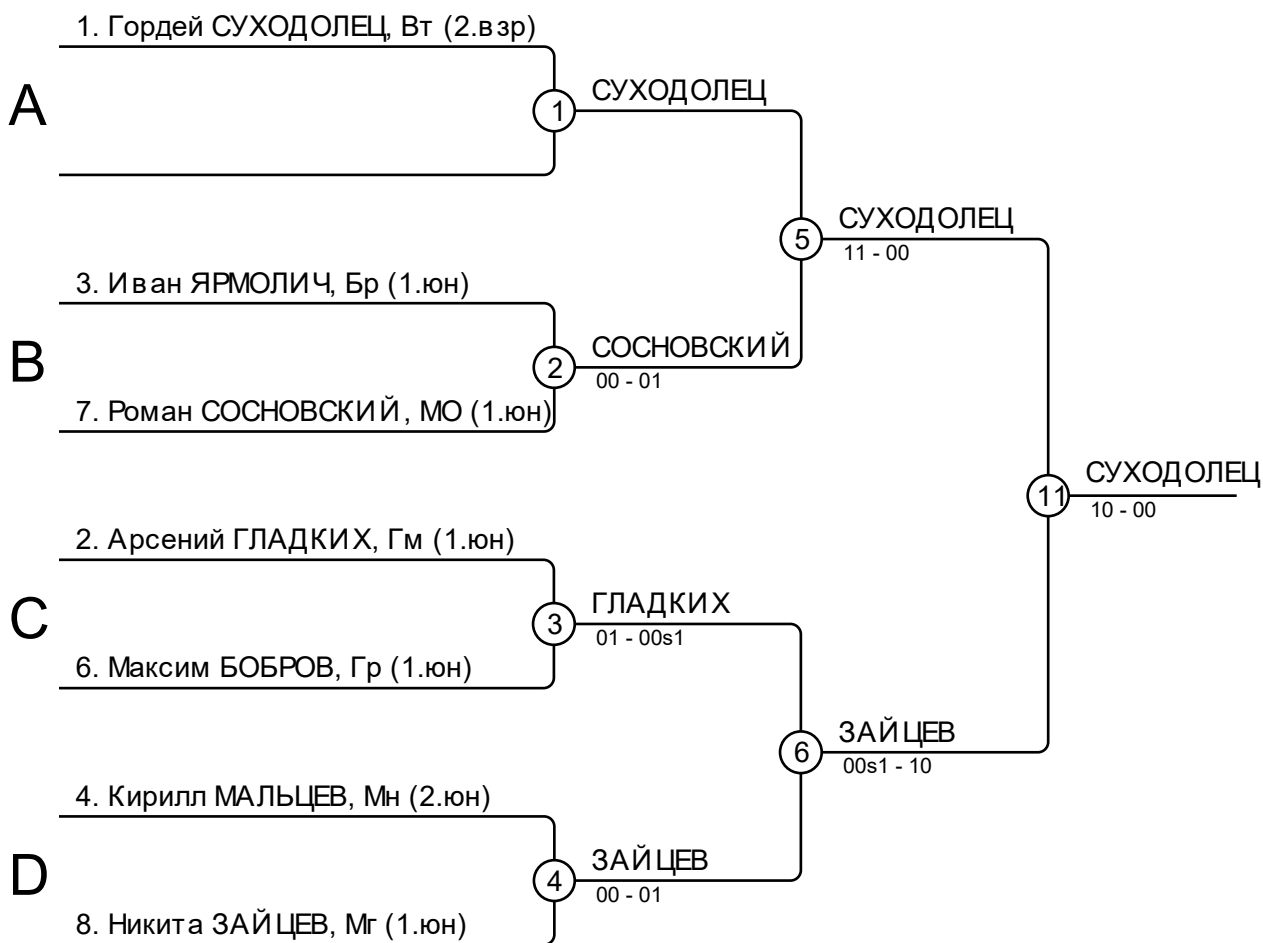 1. Гордей СУХОДОЛЕЦ, Вт (2.взр)
A
1
СУХОДОЛЕЦ
5
СУХОДОЛЕЦ
11 - 00
3. Иван ЯРМОЛИЧ, Бр (1.юн)
B
2
СОСНОВСКИЙ
00 - 01
7. Роман СОСНОВСКИЙ, МО (1.юн)
11
СУХОДОЛЕЦ
10 - 00
2. Арсений ГЛАДКИХ, Гм (1.юн)
C
3
ГЛАДКИХ
01 - 00s1
6. Максим БОБРОВ, Гр (1.юн)
6
ЗАЙЦЕВ
00s1 - 10
4. Кирилл МАЛЬЦЕВ, Мн (2.юн)
D
4
ЗАЙЦЕВ
00 - 01
8. Никита ЗАЙЦЕВ, Мг (1.юн)